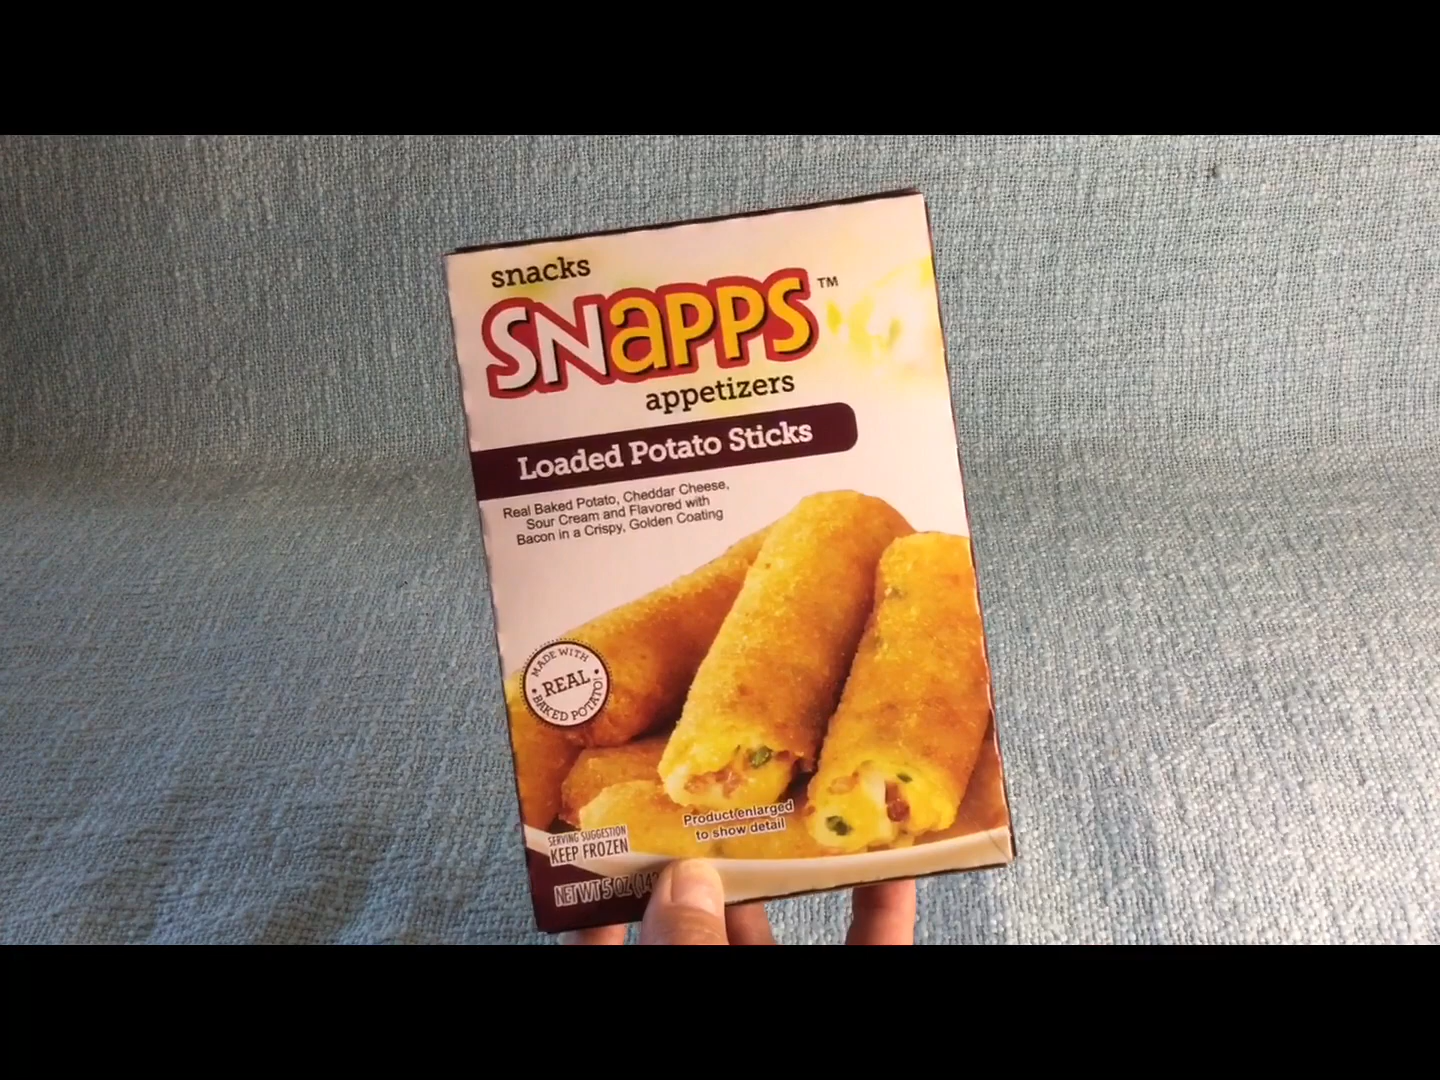 snacks
SNaPPS™
appetizers
Loaded Potato Sticks
Real Baked Potato, Cheddar Cheese,
Sour Cream and Flavored with
Bacon in a Crispy, Golden Coating
MADE WITH
REAL
BAKED POTATO!
Product enlarged
to show detail
SERVING SUGGESTION
KEEP FROZEN
NET WT 5 OZ